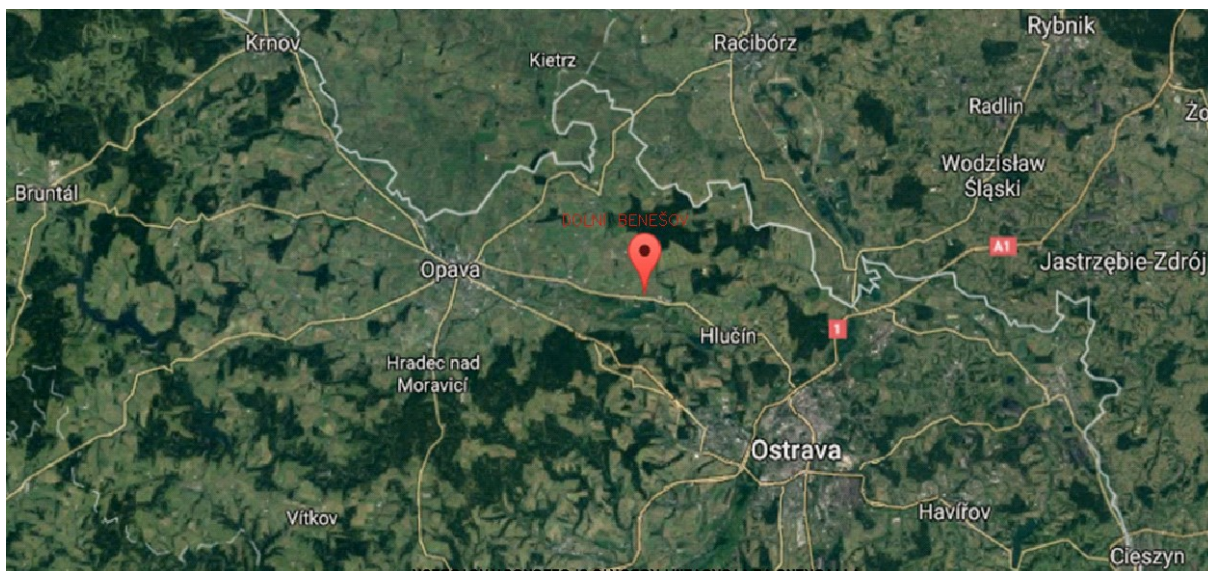 Krnov
Racibórz
Rybnik
Kietrz
Radlin
Żo
Wodzisław
Śląski
Bruntál
DOLNÍ BENEŠOV
A1
Jastrzębie-Zdrój
Opava
1
Hlučín
Hradec nad
Moravicí
Ostrava
Vítkov
Havířov
Cieszyn